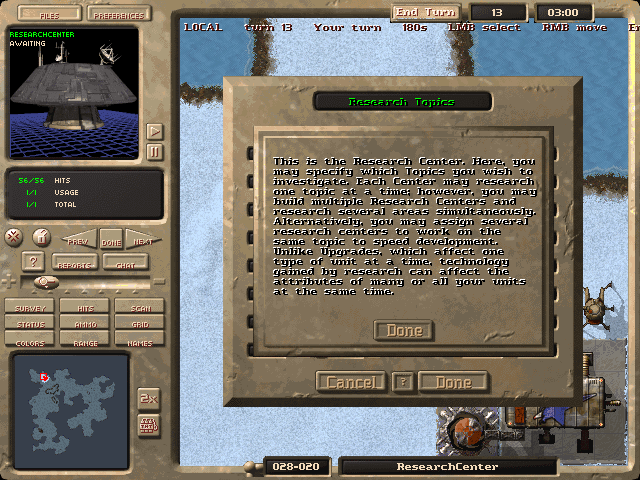 FILES
PREFERENCES
End Turn
13
03:00
LOCAL turn 13 Your turn 180s LMB select RMB move
RESEARCHCENTER
AWAITING
Research Topics
This is the Research Center. Here, you
may specify which Topics you wish to
investigate. Each Center may research
one topic at a time however, you may
build multiple Research Centers and
research several areas simultaneously.
Alternatively, you may assign several
research centers to work on the
same topic to speed development.
Unlike Upgrades, which affect one
type of unit at a time, technology
gained by research can affect the
attributes of many or all your units
at the same time.
Done
Cancel
?
Done
56/56 HITS
1/1 USAGE
1/1 TOTAL
PREV
DONE
NEXT
?
REPORTS
CHAT
SURVEY
HITS
SCAN
STATUS
AMMO
GRID
COLORS
RANGE
NAMES
2x
028-020
ResearchCenter